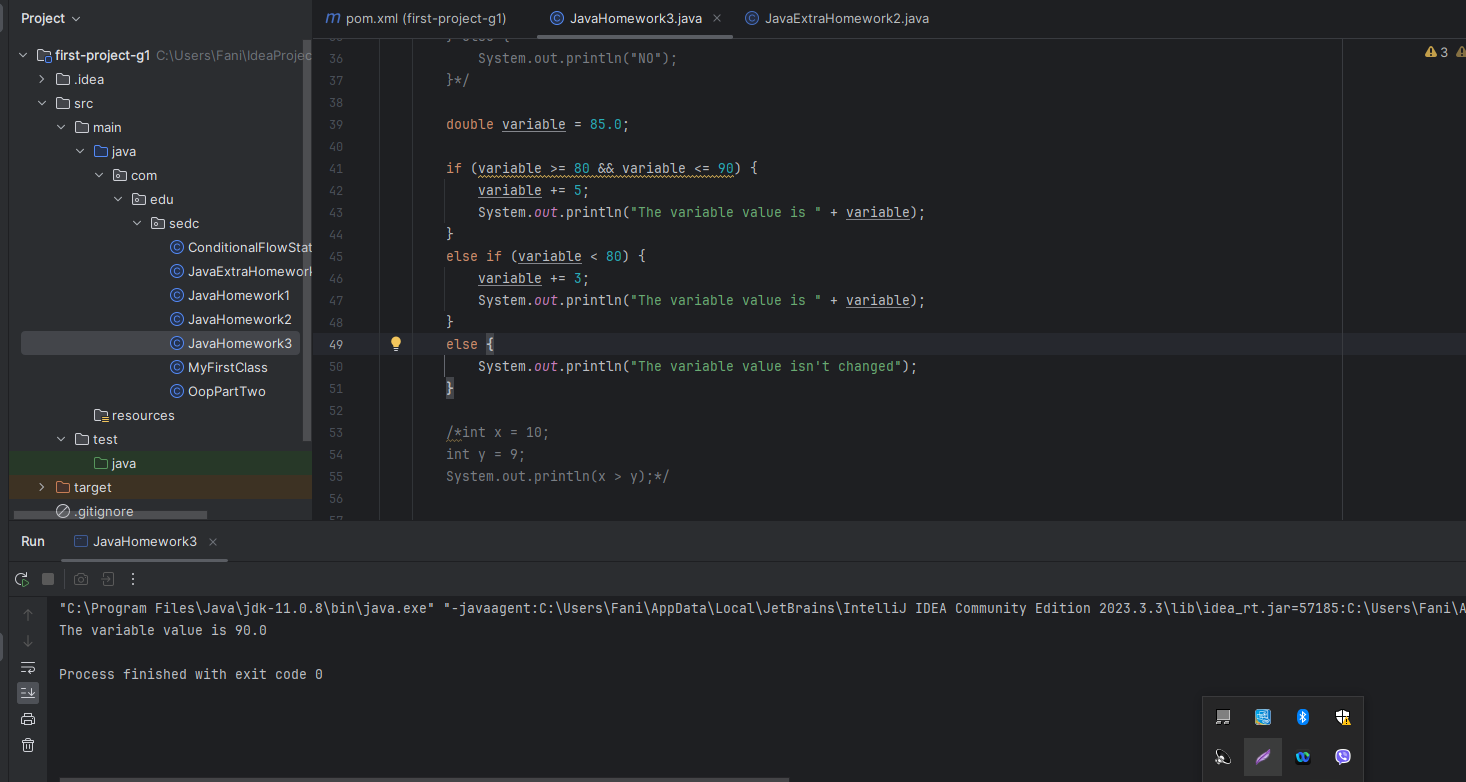 Project
pom.xml (first-project-g1)
JavaHomework3.java
JavaExtraHomework2.java
first-project-g1 C:\Users\Fani\IdeaProjec
.idea
src
main
java
com
edu
sedc
ConditionalFlowStat
JavaExtraHomework
JavaHomework1
JavaHomework2
JavaHomework3
MyFirstClass
OopPartTwo
resources
test
java
target
.gitignore
3
36 System.out.println("NO");
37 }*/
38
39 double variable = 85.0;
40
41 if (variable >= 80 && variable <= 90) {
42 variable += 5;
43 System.out.println("The variable value is " + variable);
44 }
45 else if (variable < 80) {
46 variable += 3;
47 System.out.println("The variable value is " + variable);
48 }
49 else {
50 System.out.println("The variable value isn't changed");
51 }
52
53 /*int x = 10;
54 int y = 9;
55 System.out.println(x > y);*/
56
Run
JavaHomework3
"C:\Program Files\Java\jdk-11.0.8\bin\java.exe" "-javaagent:C:\Users\Fani\AppData\Local\JetBrains\IntelliJ IDEA Community Edition 2023.3.3\lib\idea_rt.jar=57185:C:\Users\Fani\A
The variable value is 90.0
Process finished with exit code 0